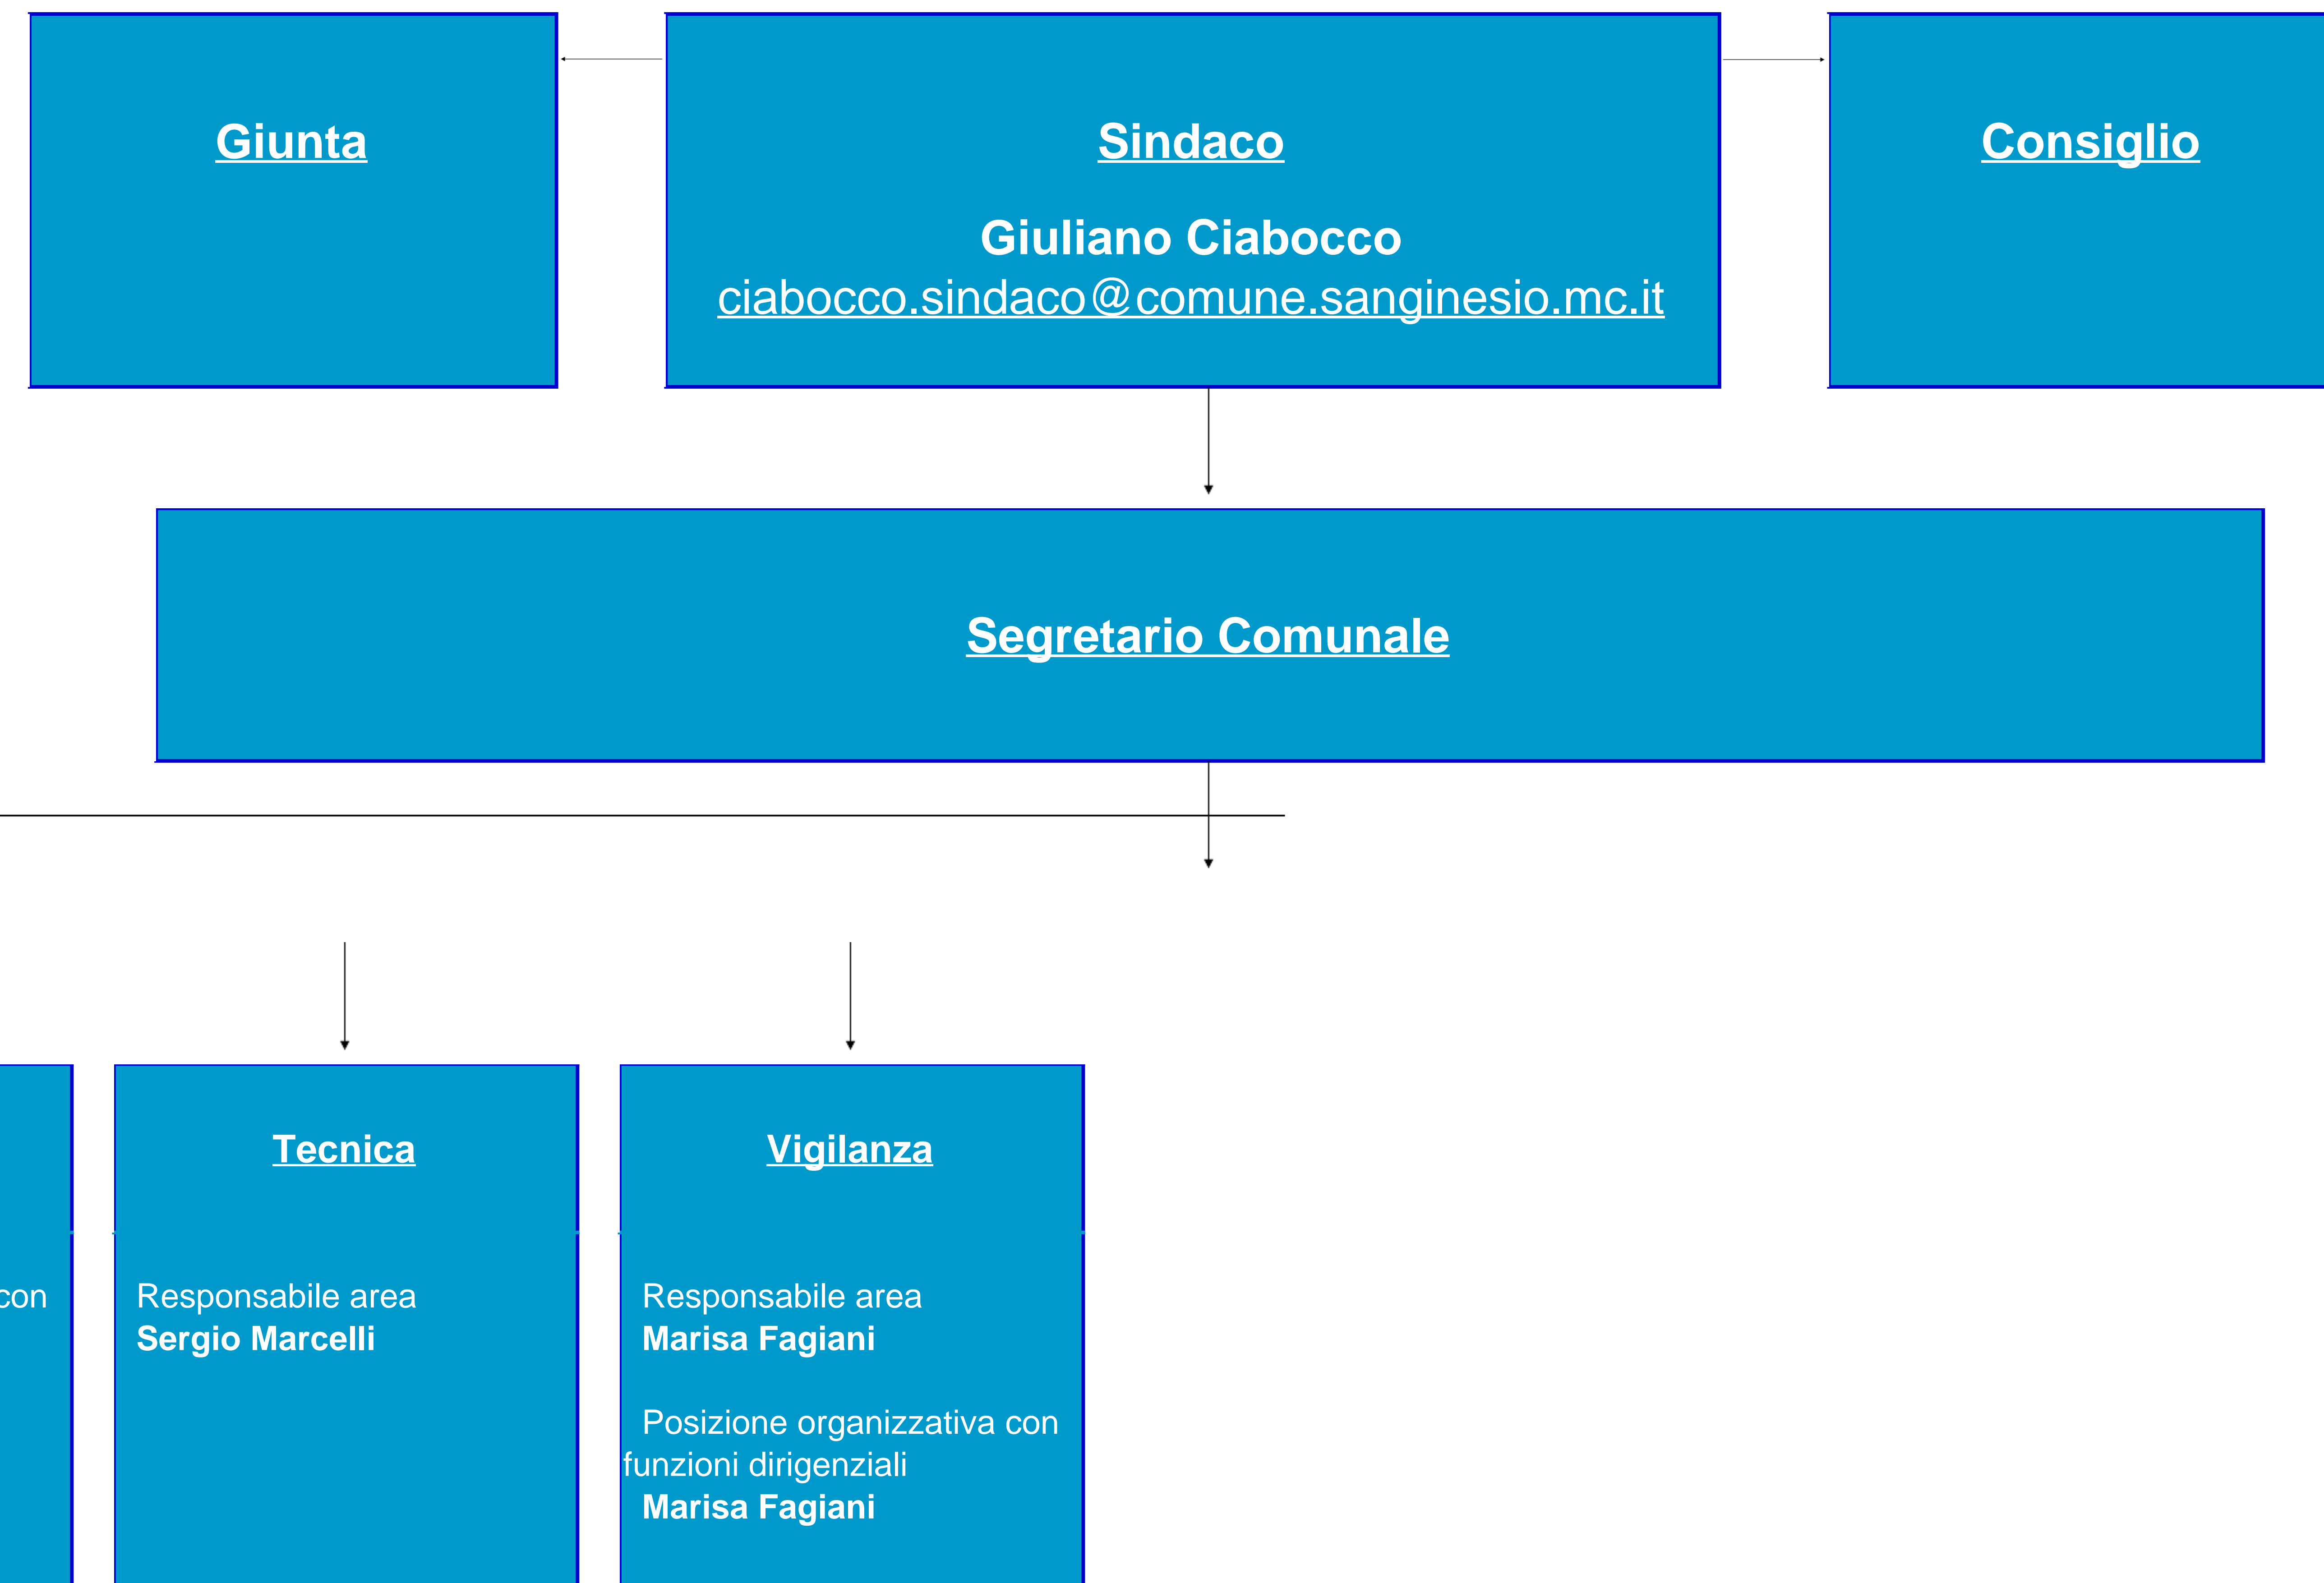 Giunta
Sindaco
Giuliano Ciabocco
ciabocco.sindaco@comune.sanginesio.mc.it
Consiglio
Segretario Comunale
con
Tecnica
Responsabile area
Sergio Marcelli
Vigilanza
Responsabile area
Marisa Fagiani
Posizione organizzativa con
funzioni dirigenziali
Marisa Fagiani